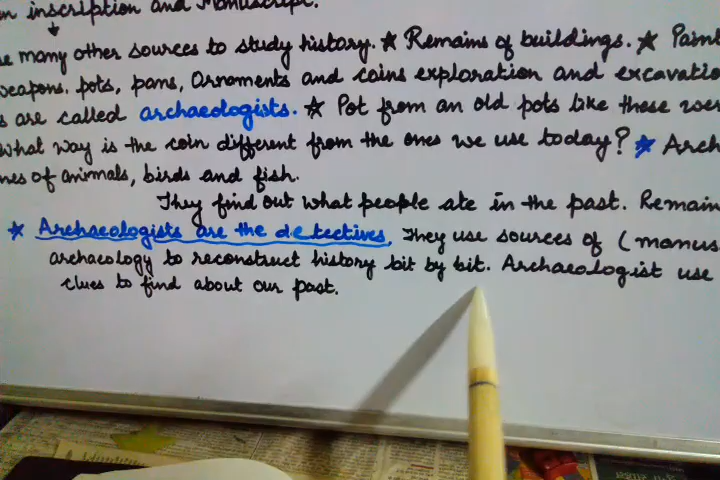 inscription and Manuscript.
many other sources to study history. ★ Remains of buildings. ★ Paint
weapons. pots, pans, Ornaments and coins exploration and excavatio
s are called archaeologists. ★ Pot from an old pots like these wer
What way is the coin different from the ones we use today? ★ Arch
nes of animals, birds and fish.
They find out what people ate in the past. Remain
★ Archaeologists are the detectives. They use sources of (manus
archaeology to reconstruct history bit by bit. Archaeologist use
clues to find about our past.